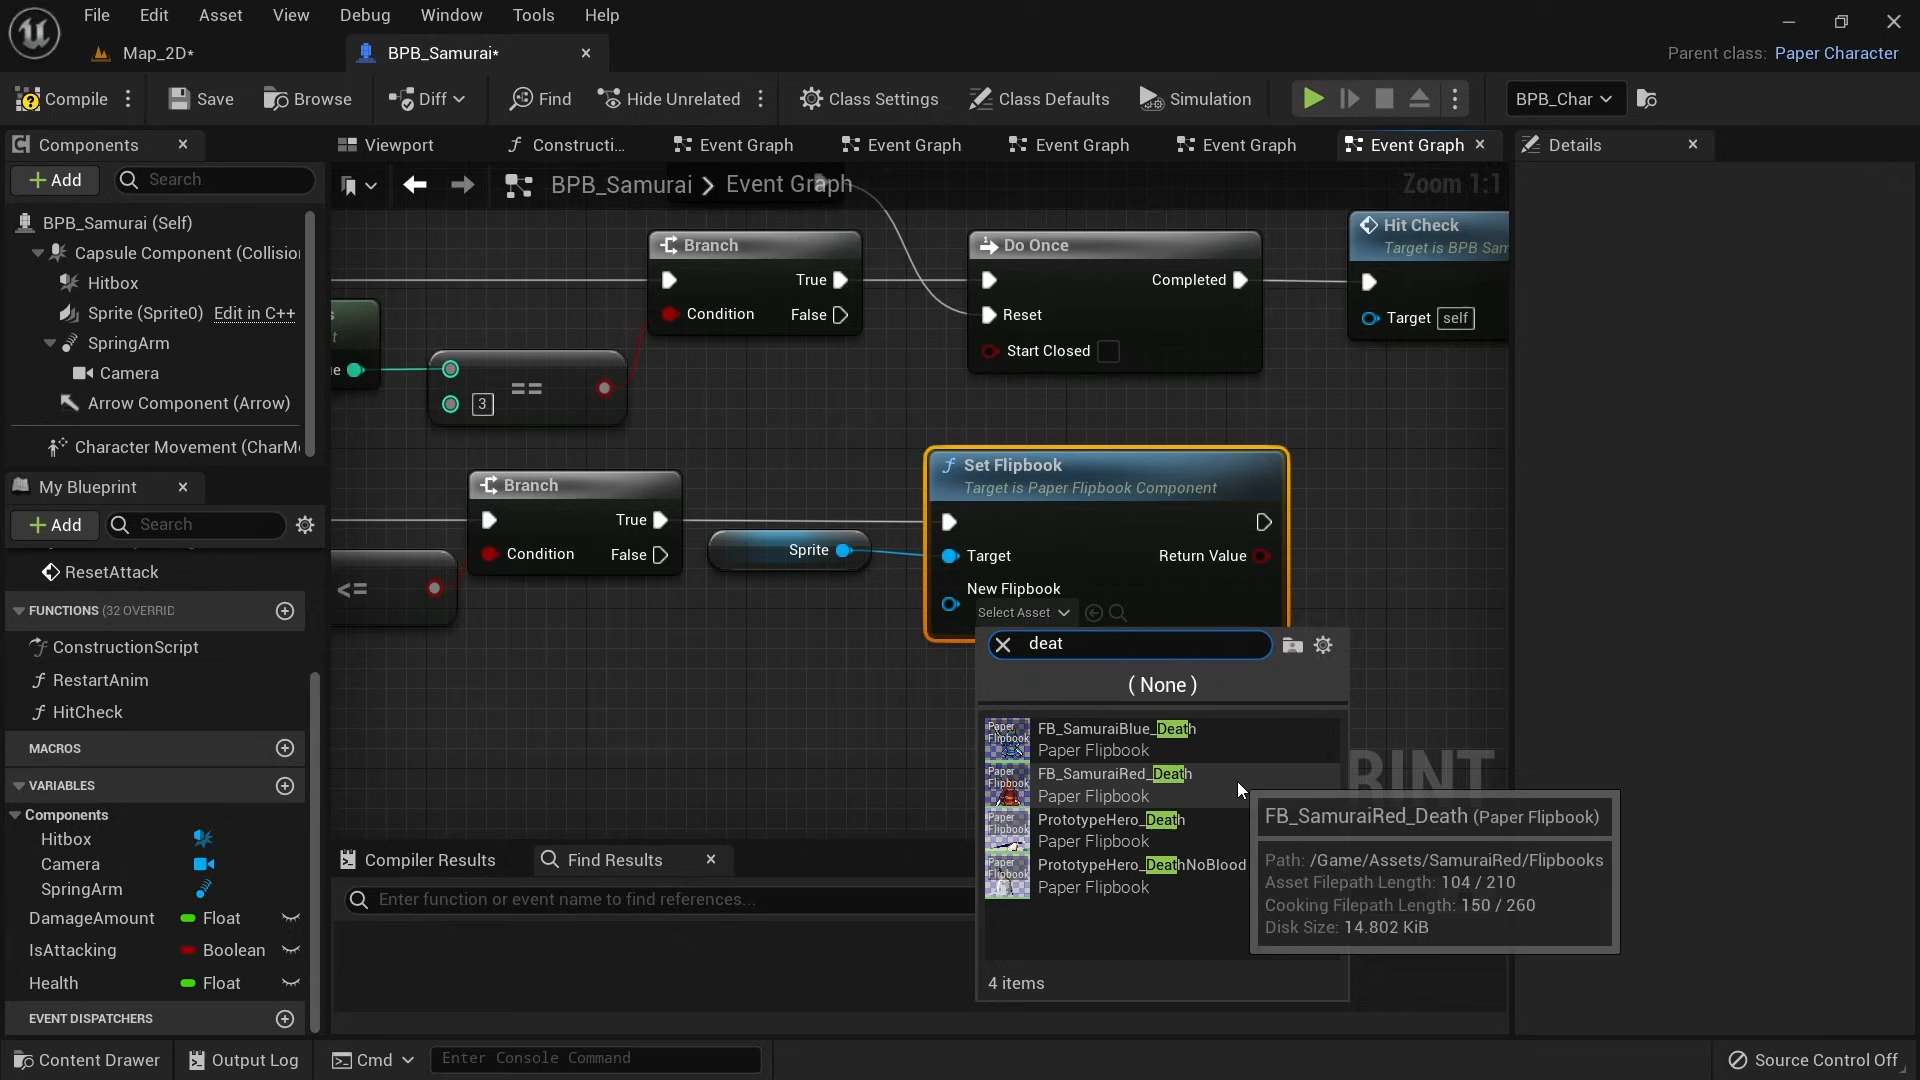 File Edit Asset View Debug Window Tools Help
Map_2D*
BPB_Samurai*
Parent class: Paper Character
Compile Save Browse Diff Find Hide Unrelated Class Settings Class Defaults Simulation BPB_Char
Components
Viewport Constructi... Event Graph Event Graph Event Graph Event Graph Event Graph
Details
+ Add Search
BPB_Samurai > Event Graph
Zoom 1:1
BPB_Samurai (Self)
Capsule Component (Collision
Hitbox
Sprite (Sprite0) Edit in C++
SpringArm
Camera
Arrow Component (Arrow)
Character Movement (CharM
Branch
True
Condition False
Do Once
Completed
Reset
Start Closed
Hit Check
Target is BPB Sam
Target self
3 ==
Branch
True
Condition False
<=
Sprite
Set Flipbook
Target is Paper Flipbook Component
Target Return Value
New Flipbook
Select Asset
deat
( None )
FB_SamuraiBlue_Death
Paper Flipbook
FB_SamuraiRed_Death
Paper Flipbook
PrototypeHero_Death
Paper Flipbook
PrototypeHero_DeathNoBlood
Paper Flipbook
4 items
Paper Flipbook
Paper Flipbook
Paper Flipbook
Paper Flipbook
RINT
FB_SamuraiRed_Death (Paper Flipbook)
Path: /Game/Assets/SamuraiRed/Flipbooks
Asset Filepath Length: 104 / 210
Cooking Filepath Length: 150 / 260
Disk Size: 14.802 KiB
My Blueprint
+ Add Search
ResetAttack
FUNCTIONS (32 OVERRID
ConstructionScript
RestartAnim
HitCheck
MACROS
VARIABLES
Components
Hitbox
Camera
SpringArm
DamageAmount Float
IsAttacking Boolean
Health Float
EVENT DISPATCHERS
Compiler Results Find Results
Enter function or event name to find references...
Content Drawer Output Log Cmd Enter Console Command Source Control Off